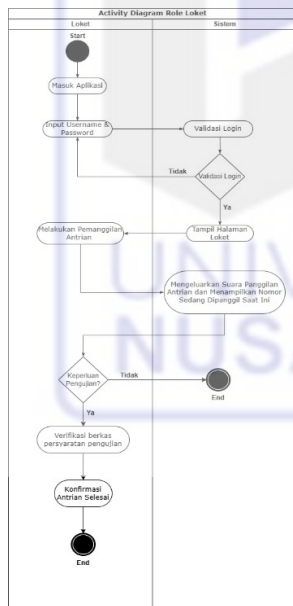 Activity Diagram Role Loket
Loket
Sistem
Start
Masuk Aplikasi
Input Username &
Password
Validasi Login
Tidak
Validasi Login
Ya
Melakukan Pemanggilan
Antrian
Tampil Halaman
Loket
Mengeluarkan Suara Panggilan
Antrian dan Menampilkan Nomor
Sedang Dipanggil Saat Ini
Keperluan
Pengujian?
Tidak
End
Ya
Verifikasi berkas
persyaratan pengujian
Konfirmasi
Antrian Selesai
End
UNIV
NUSA